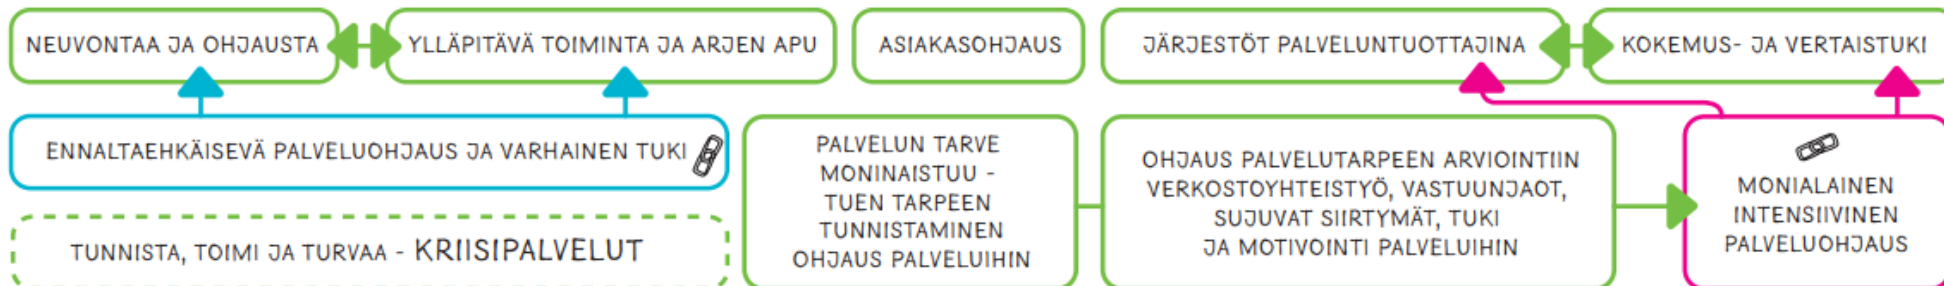 NEUVONTAA JA OHJAUSTA
YLLÄPITÄVÄ TOIMINTA JA ARJEN APU
ASIAKASOHJAUS
JÄRJESTÖT PALVELUNTUOTTAJINA
KOKEMUS- JA VERTAISTUKI
ENNALTAEHKÄISEVÄ PALVELUOHJAUS JA VARHAINEN TUKI
TUNNISTA, TOIMI JA TURVAA - KRIISIPALVELUT
PALVELUN TARVE
MONINAISTUU -
TUEN TARPEEN
TUNNISTAMINEN
OHJAUS PALVELUIHIN
OHJAUS PALVELUTARPEEN ARVIOINTIIN
VERKOSTOYHTEISTYÖ, VASTUUNJAOT,
SUJUVAT SIIRTYMÄT, TUKI
JA MOTIVOINTI PALVELUIHIN
MONIALAINEN
INTENSIIVINEN
PALVELUOHJAUS